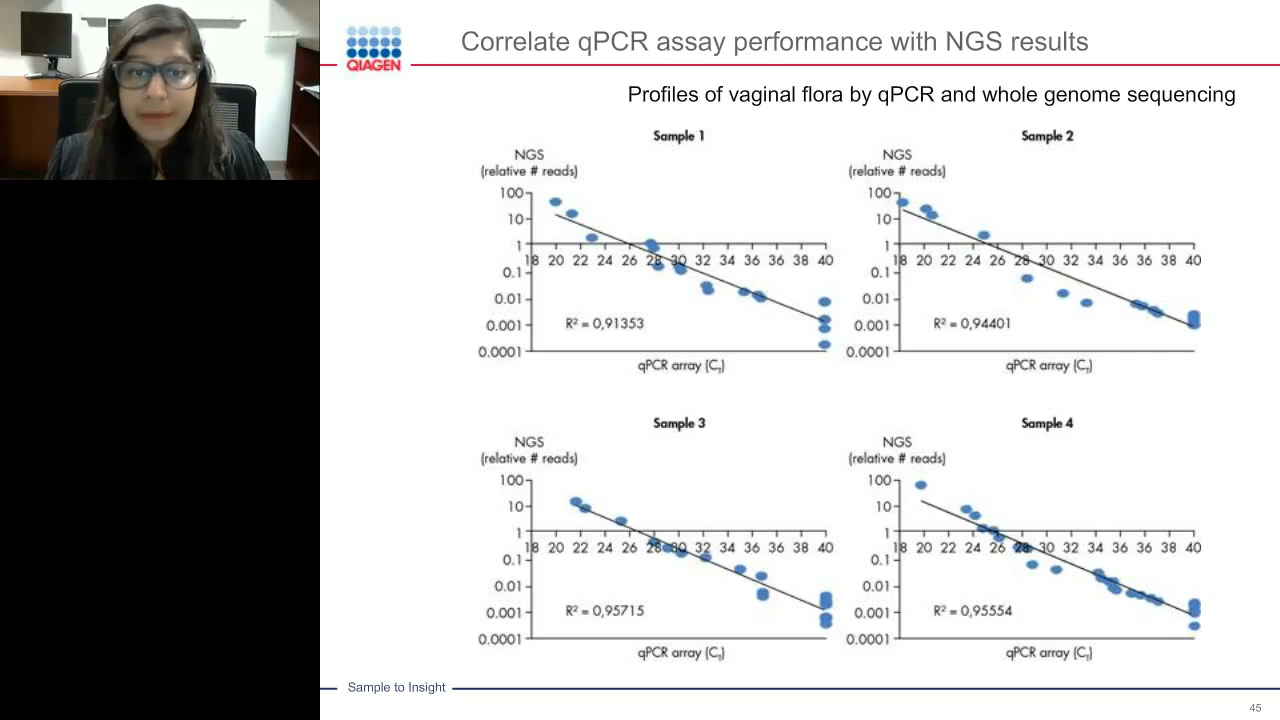 QIAGEN
Correlate qPCR assay performance with NGS results
Profiles of vaginal flora by qPCR and whole genome sequencing
Sample 1
NGS
(relative # reads)
100
10
1
18 20 22 24 26 28 30 32 34 36 38 40
0.1
0.01
0.001
R² = 0,91353
0.0001
qPCR array (C_T)
Sample 2
NGS
(relative # reads)
100
10
1
18 20 22 24 26 28 30 32 34 36 38 40
0.1
0.01
0.001
R² = 0,94401
0.0001
qPCR array (C_T)
Sample 3
NGS
(relative # reads)
100
10
1
18 20 22 24 26 28 30 32 34 36 38 40
0.1
0.01
0.001
R² = 0,95715
0.0001
qPCR array (C_T)
Sample 4
NGS
(relative # reads)
100
10
1
18 20 22 24 26 28 30 32 34 36 38 40
0.1
0.01
0.001
R² = 0,95554
0.0001
qPCR array (C_T)
Sample to Insight
45